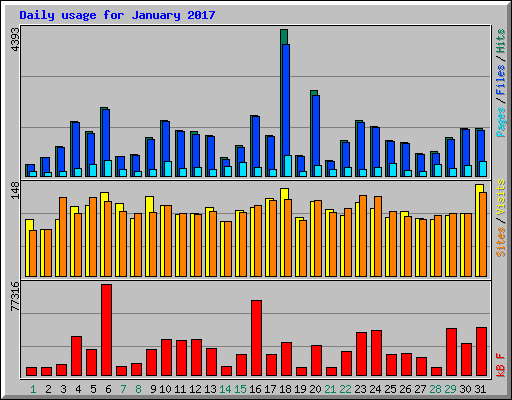 Daily usage for January 2017
4393
Pages / Files / Hits
148
Sites / Visits
77316
kB F
1 2 3 4 5 6 7 8 9 10 11 12 13 14 15 16 17 18 19 20 21 22 23 24 25 26 27 28 29 30 31